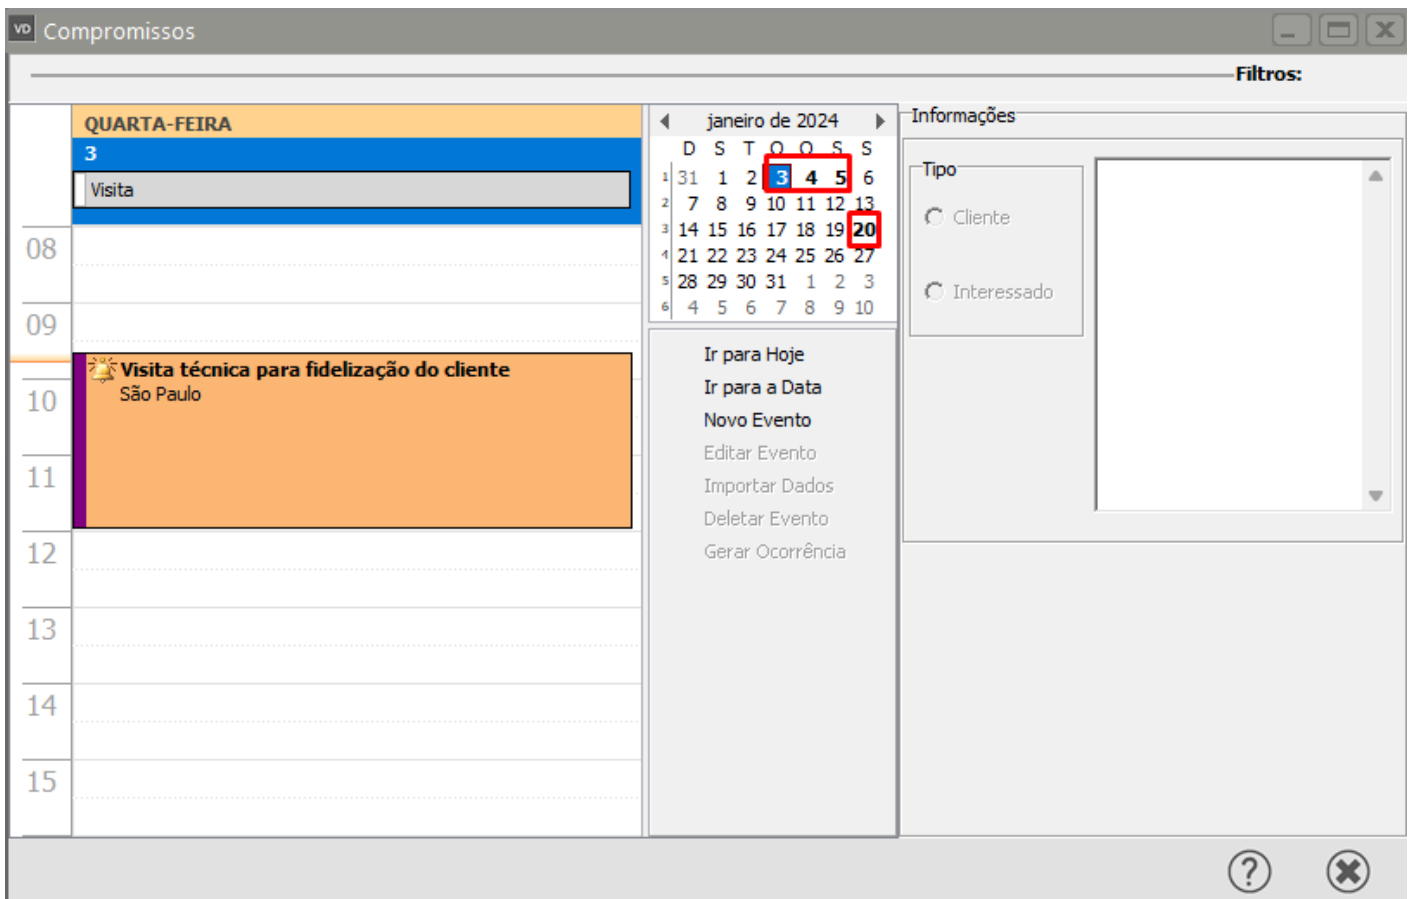 VD Compromissos
Filtros:
QUARTA-FEIRA
3
Visita
08
09
Visita técnica para fidelização do cliente
São Paulo
10
11
12
13
14
15
janeiro de 2024
D S T Q Q S S
1 31 1 2 3 4 5 6
2 7 8 9 10 11 12 13
3 14 15 16 17 18 19 20
4 21 22 23 24 25 26 27
5 28 29 30 31 1 2 3
6 4 5 6 7 8 9 10
Ir para Hoje
Ir para a Data
Novo Evento
Editar Evento
Importar Dados
Deletar Evento
Gerar Ocorrência
Informações
Tipo
Cliente
Interessado
?